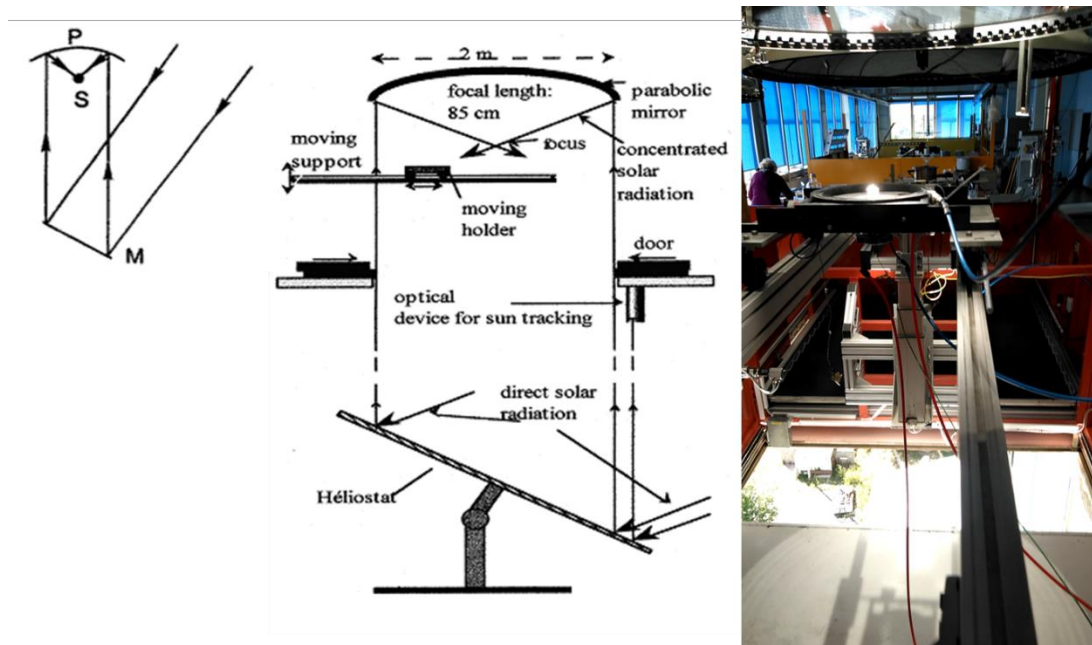 P
S
M
2 m
focal length:
85 cm
parabolic
mirror
focus
concentrated
solar
radiation
moving
support
moving
holder
door
optical
device for sun tracking
direct solar
radiation
Héliostat